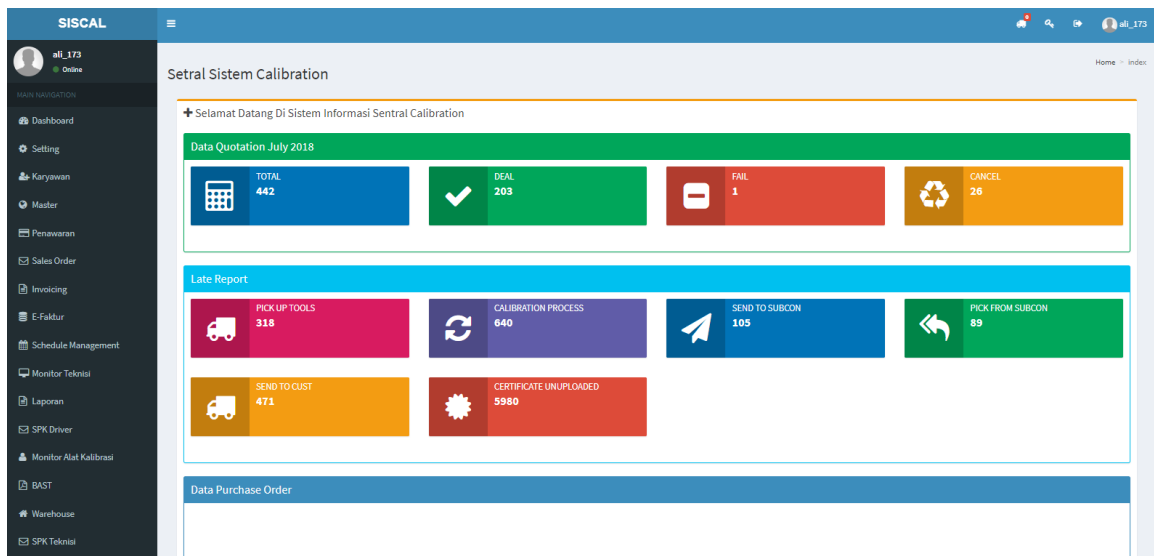 SISCAL
ali_173
ali_173
Online
MAIN NAVIGATION
Dashboard
Setting
Karyawan
Master
Penawaran
Sales Order
Invoicing
E-Faktur
Schedule Management
Monitor Teknisi
Laporan
SPK Driver
Monitor Alat Kalibrasi
BAST
Warehouse
SPK Teknisi
Setral Sistem Calibration
Home > index
Selamat Datang Di Sistem Informasi Sentral Calibration
Data Quotation July 2018
TOTAL
442
DEAL
203
FAIL
1
CANCEL
26
Late Report
PICK UP TOOLS
318
CALIBRATION PROCESS
640
SEND TO SUBCON
105
PICK FROM SUBCON
89
SEND TO CUST
471
CERTIFICATE UNUPLOADED
5980
Data Purchase Order